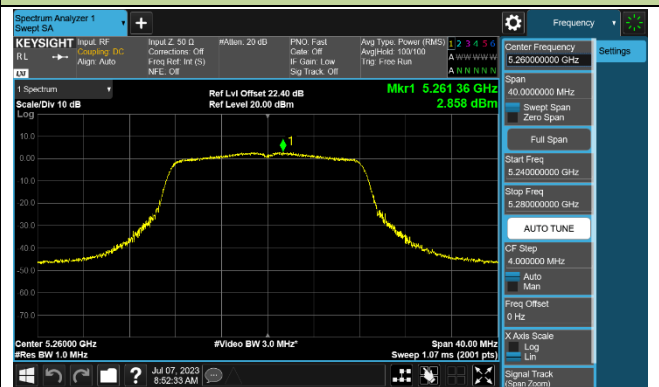 Spectrum Analyzer 1
Swept SA
Frequency
KEYSIGHT
RL
LXI
Input: RF
Coupling: DC
Align: Auto
Input Z: 50 Ω
Corrections: Off
Freq Ref: Int (S)
NFE: Off
#Atten: 20 dB
PNO: Fast
Gate: Off
IF Gain: Low
Sig Track: Off
Avg Type: Power (RMS)
Avg|Hold: 100/100
Trig: Free Run
1 2 3 4 5 6
A W W W W W
A N N N N N
1 Spectrum
Scale/Div 10 dB
Log
Ref Lvl Offset 22.40 dB
Ref Level 20.00 dBm
Mkr1 5.261 36 GHz
2.858 dBm
1
10.0
0.00
-10.0
-20.0
-30.0
-40.0
-50.0
-60.0
-70.0
Center 5.26000 GHz
#Res BW 1.0 MHz
#Video BW 3.0 MHz*
Span 40.00 MHz
Sweep 1.07 ms (2001 pts)
Jul 07, 2023
8:52:33 AM
Center Frequency
5.260000000 GHz
Settings
Span
40.0000000 MHz
Swept Span
Zero Span
Full Span
Start Freq
5.240000000 GHz
Stop Freq
5.280000000 GHz
AUTO TUNE
CF Step
4.000000 MHz
Auto
Man
Freq Offset
0 Hz
X Axis Scale
Log
Lin
Signal Track
(Span Zoom)